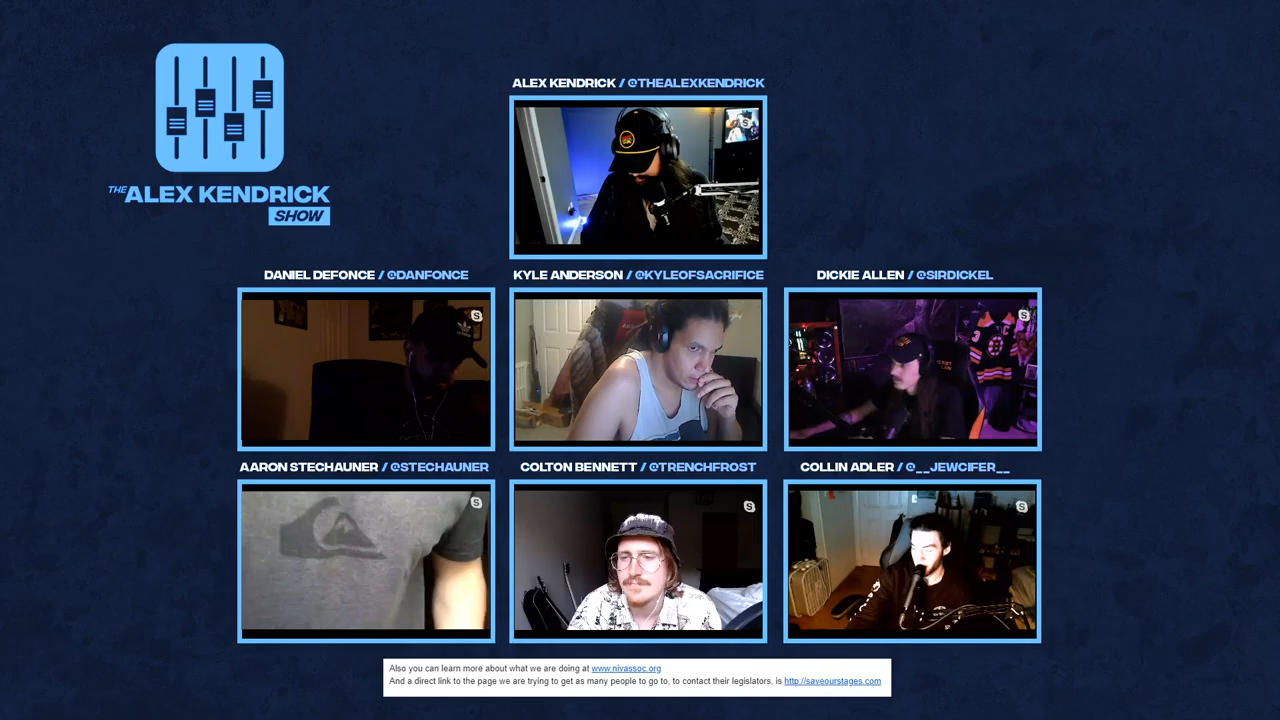 THE ALEX KENDRICK
SHOW
ALEX KENDRICK / @THEALEXKENDRICK
DANIEL DEFONCE / @DANFONCE
KYLE ANDERSON / @KYLEOFSACRIFICE
DICKIE ALLEN / @SIRDICKEL
AARON STECHAUNER / @STECHAUNER
COLTON BENNETT / @TRENCHFROST
COLLIN ADLER / @__JEWCIFER__
Also you can learn more about what we are doing at www.nivassoc.org
And a direct link to the page we are trying to get as many people to go to, to contact their legislators, is http://saveourstages.com